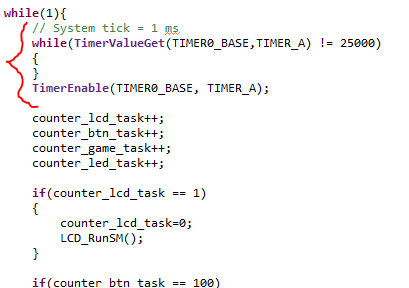 while(1){
// System tick = 1 ms
while(TimerValueGet(TIMER0_BASE,TIMER_A) != 25000)
{
}
TimerEnable(TIMER0_BASE, TIMER_A);
counter_lcd_task++;
counter_btn_task++;
counter_game_task++;
counter_led_task++;
if(counter_lcd_task == 1)
{
counter_lcd_task=0;
LCD_RunSM();
}
if(counter btn task == 100)